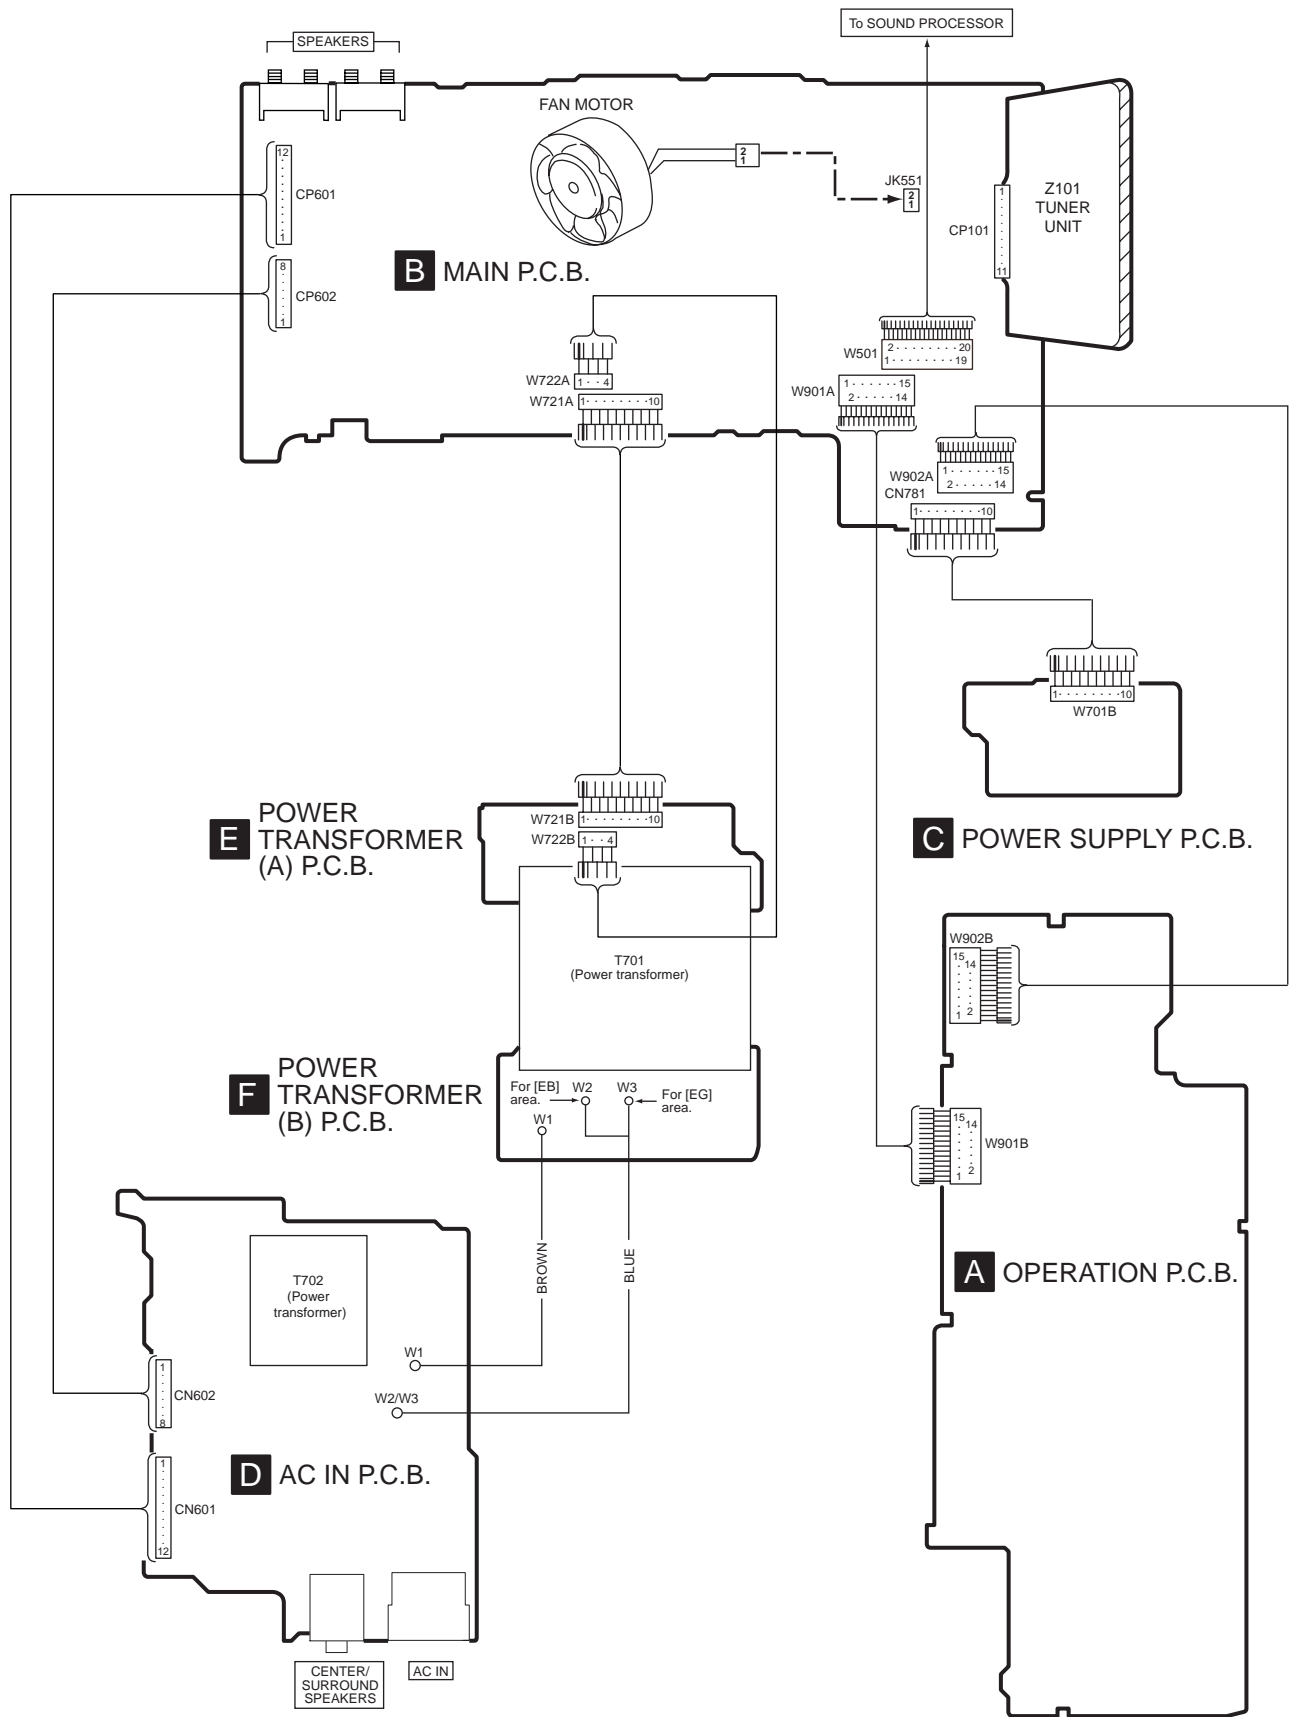 To SOUND PROCESSOR
SPEAKERS
FAN MOTOR
2
1
JK551
2
1
Z101
TUNER
UNIT
CP101
1
11
12
CP601
1
8
CP602
1
B MAIN P.C.B.
W501
2 · · · · · · · · 20
1 · · · · · · · · 19
W722A
1 · · 4
W721A
1 · · · · · · · · 10
W901A
1 · · · · · · 15
2 · · · · · 14
W902A
1 · · · · · · 15
2 · · · · · 14
CN781
1 · · · · · · · · 10
1 · · · · · · · · 10
W701B
C POWER SUPPLY P.C.B.
E POWER
TRANSFORMER
(A) P.C.B.
W721B
1 · · · · · · · · 10
W722B
1 · · 4
T701
(Power transformer)
F POWER
TRANSFORMER
(B) P.C.B.
For [EB]
area.
W2
W3
For [EG]
area.
W1
W902B
15
14
1
2
15
14
W901B
1
2
A OPERATION P.C.B.
BROWN
BLUE
T702
(Power
transformer)
W1
W2/W3
1
CN602
8
D AC IN P.C.B.
1
CN601
12
CENTER/
SURROUND
SPEAKERS
AC IN